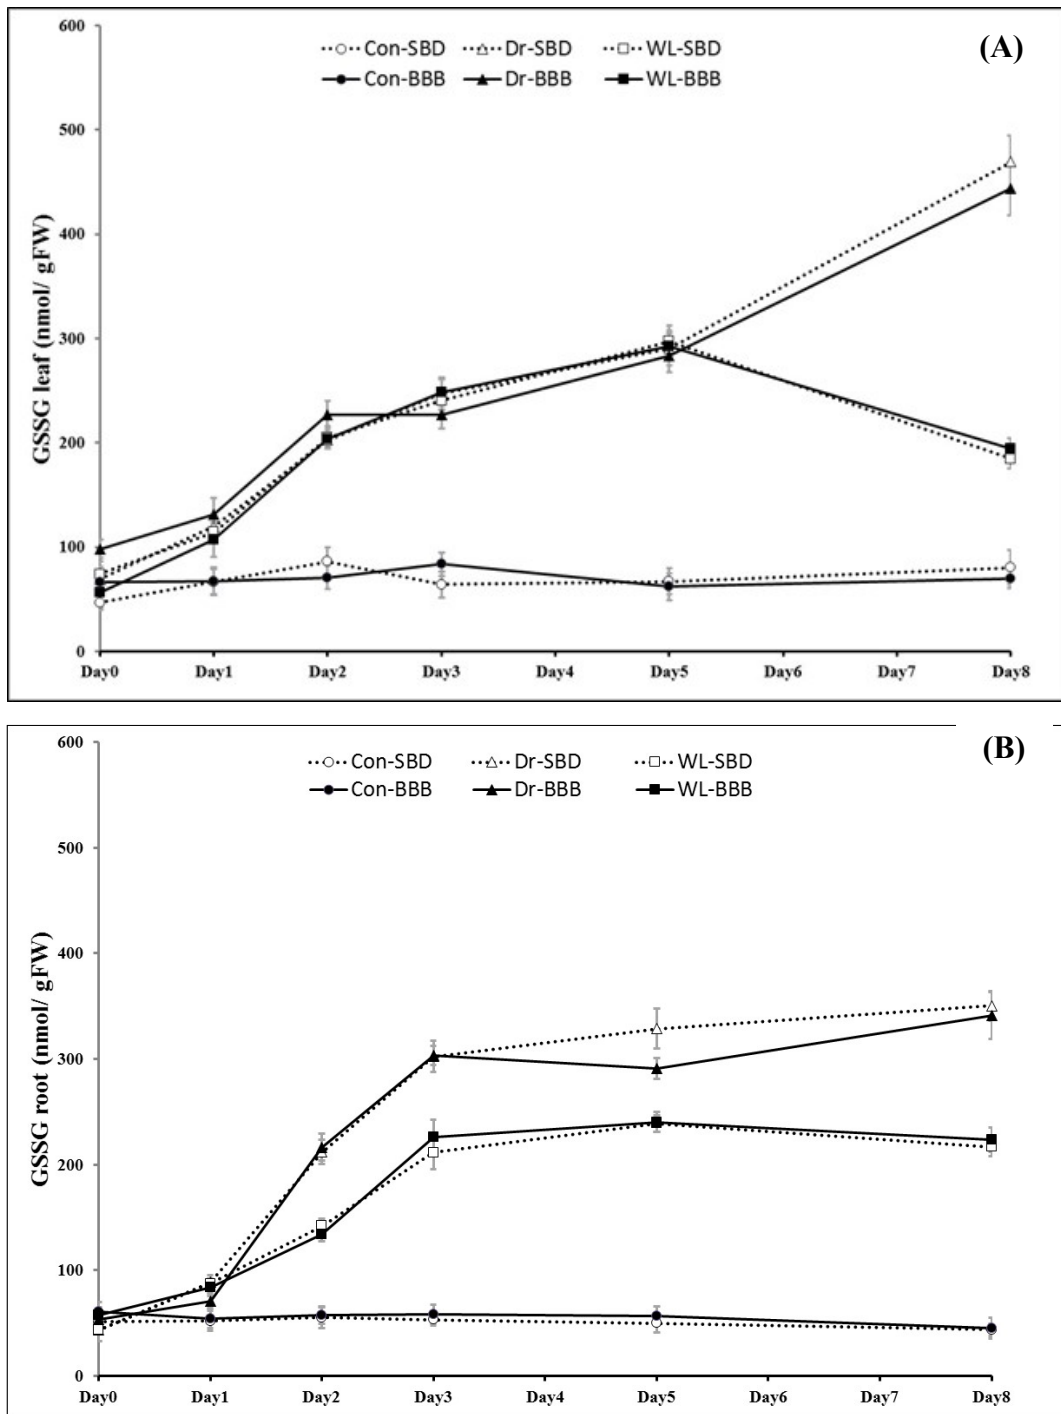 600
(A)
Con-SBD Dr-SBD WL-SBD
Con-BBB Dr-BBB WL-BBB
500
400
GSSG leaf (nmol/ gFW)
300
200
100
0
Day0 Day1 Day2 Day3 Day4 Day5 Day6 Day7 Day8
600
(B)
Con-SBD Dr-SBD WL-SBD
Con-BBB Dr-BBB WL-BBB
500
400
GSSG root (nmol/ gFW)
300
200
100
0
Day0 Day1 Day2 Day3 Day4 Day5 Day6 Day7 Day8